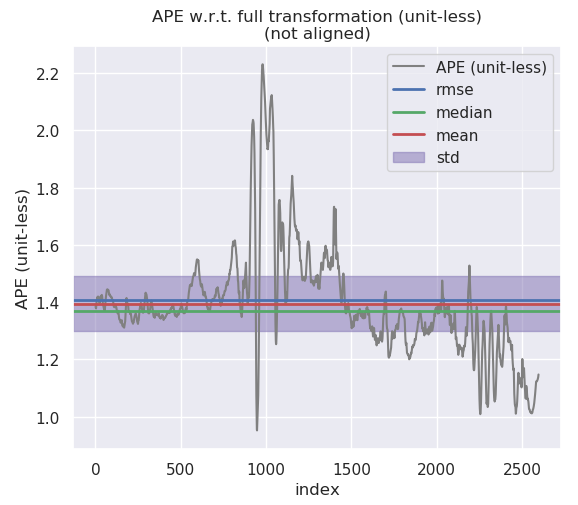 APE w.r.t. full transformation (unit-less)
(not aligned)
APE (unit-less)
rmse
median
mean
std
APE (unit-less)
2.2
2.0
1.8
1.6
1.4
1.2
1.0
0
500
1000
1500
2000
2500
index